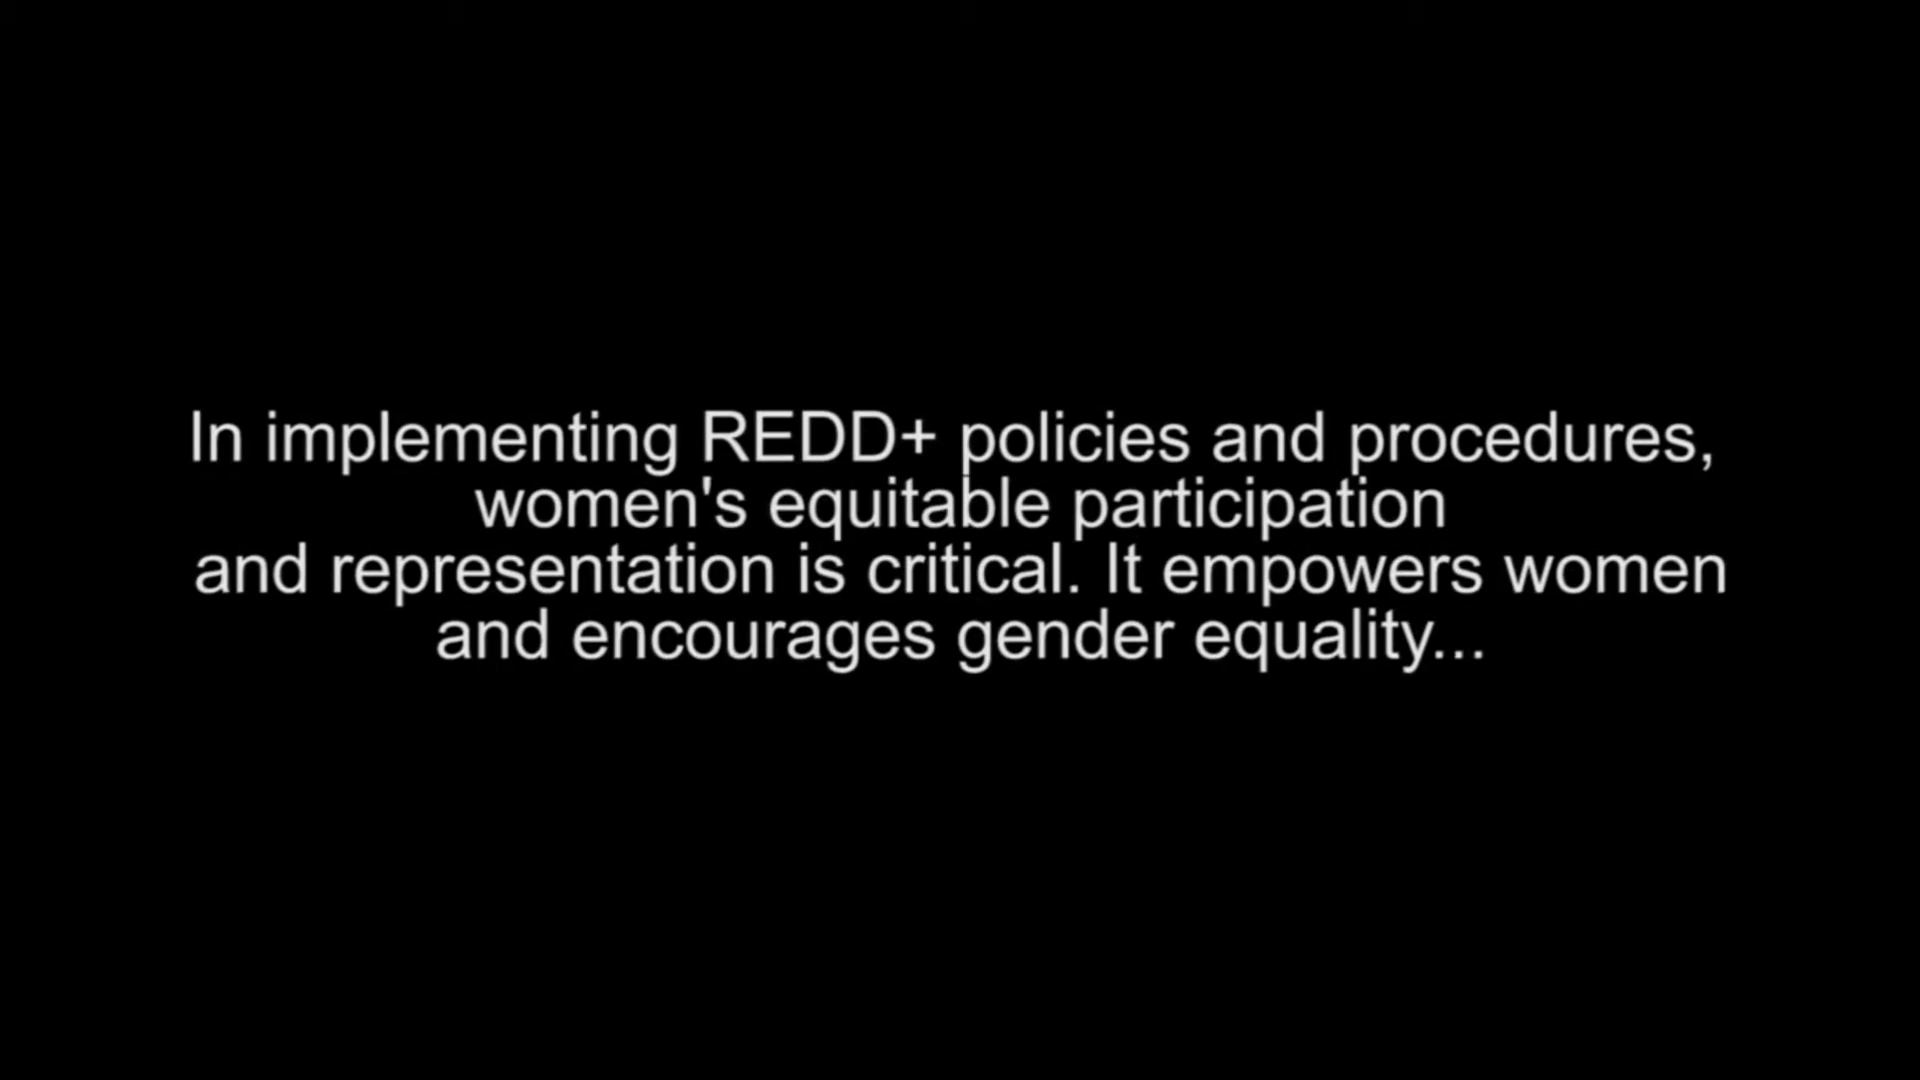 In implementing REDD+ policies and procedures,
women's equitable participation
and representation is critical. It empowers women
and encourages gender equality...